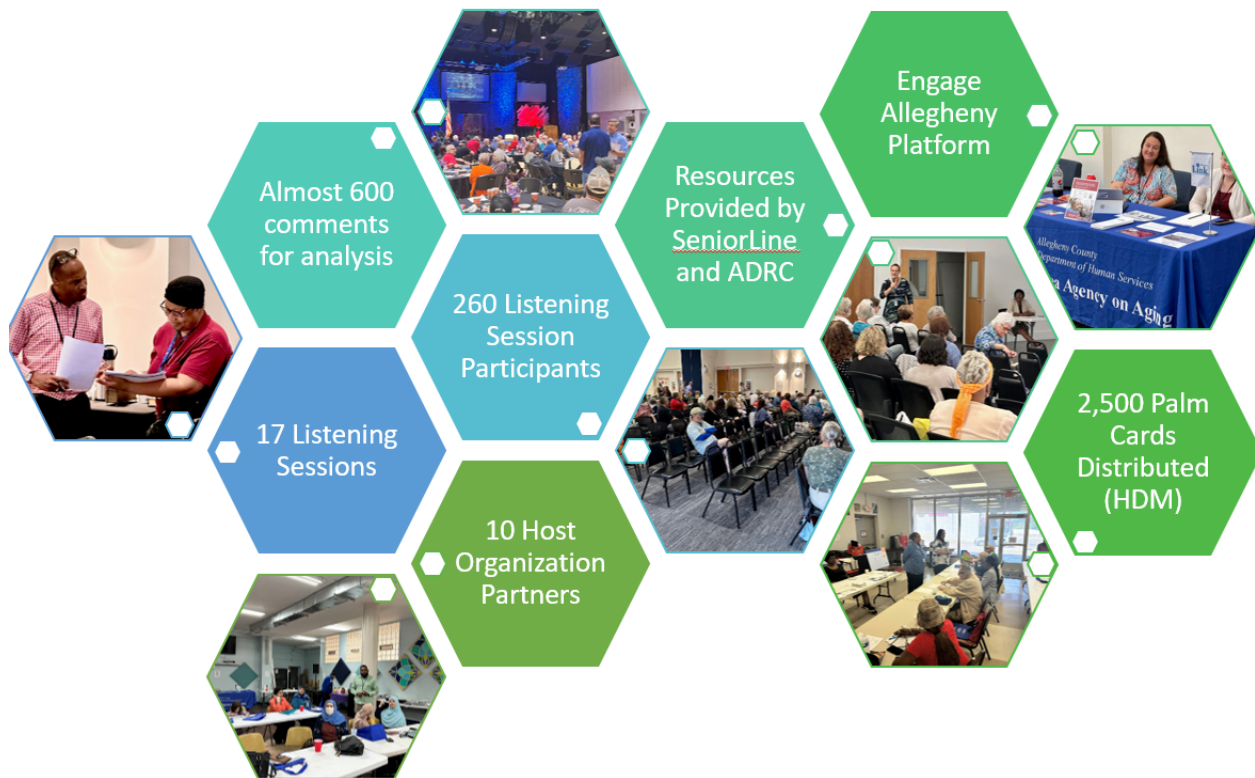 Almost 600
comments
for analysis
17 Listening
Sessions
260 Listening
Session
Participants
10 Host
Organization
Partners
Resources
Provided by
SeniorLine
and ADRC
Engage
Allegheny
Platform
Link
Allegheny County
Department of Human Services
Area Agency on Aging
2,500 Palm
Cards
Distributed
(HDM)